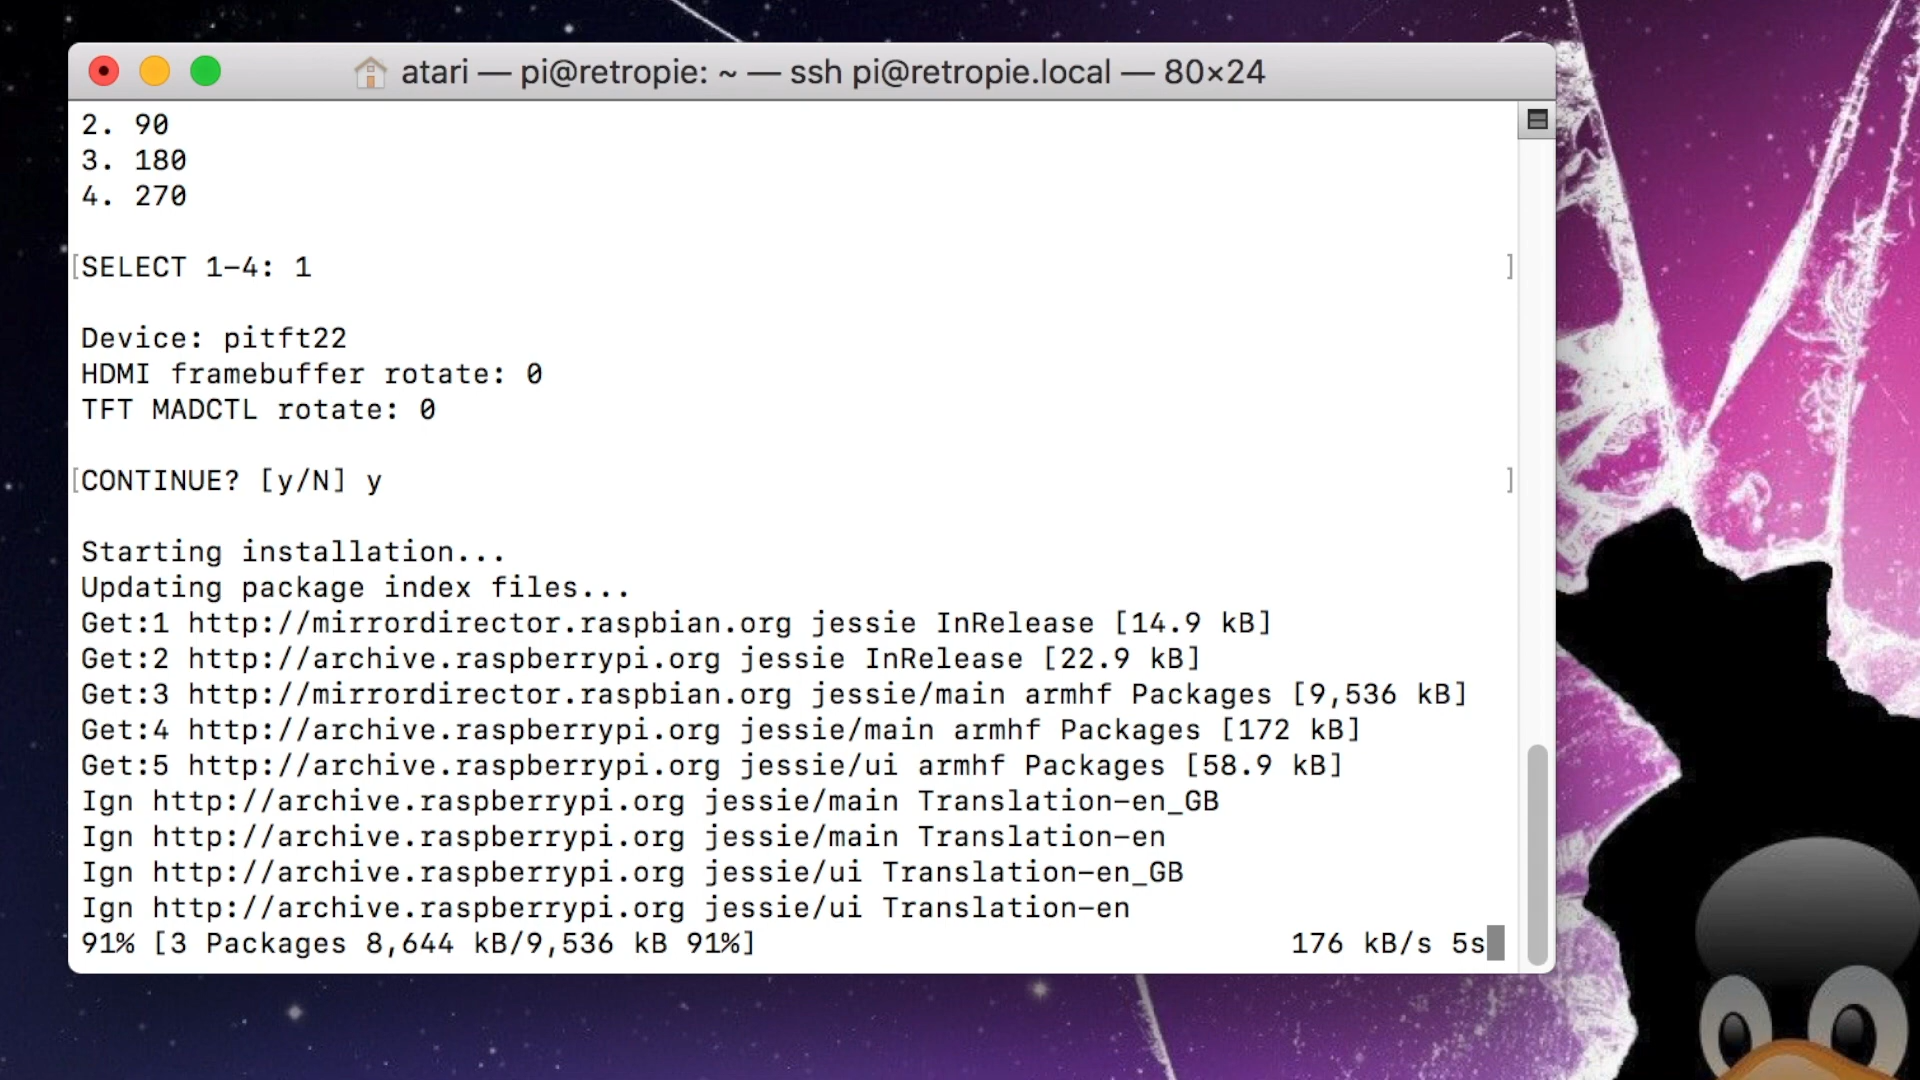 atari — pi@retropie: ~ — ssh pi@retropie.local — 80×24
2. 90
3. 180
4. 270
[SELECT 1-4: 1 ]
Device: pitft22
HDMI framebuffer rotate: 0
TFT MADCTL rotate: 0
[CONTINUE? [y/N] y ]
Starting installation...
Updating package index files...
Get:1 http://mirrordirector.raspbian.org jessie InRelease [14.9 kB]
Get:2 http://archive.raspberrypi.org jessie InRelease [22.9 kB]
Get:3 http://mirrordirector.raspbian.org jessie/main armhf Packages [9,536 kB]
Get:4 http://archive.raspberrypi.org jessie/main armhf Packages [172 kB]
Get:5 http://archive.raspberrypi.org jessie/ui armhf Packages [58.9 kB]
Ign http://archive.raspberrypi.org jessie/main Translation-en_GB
Ign http://archive.raspberrypi.org jessie/main Translation-en
Ign http://archive.raspberrypi.org jessie/ui Translation-en_GB
Ign http://archive.raspberrypi.org jessie/ui Translation-en
91% [3 Packages 8,644 kB/9,536 kB 91%] 176 kB/s 5s